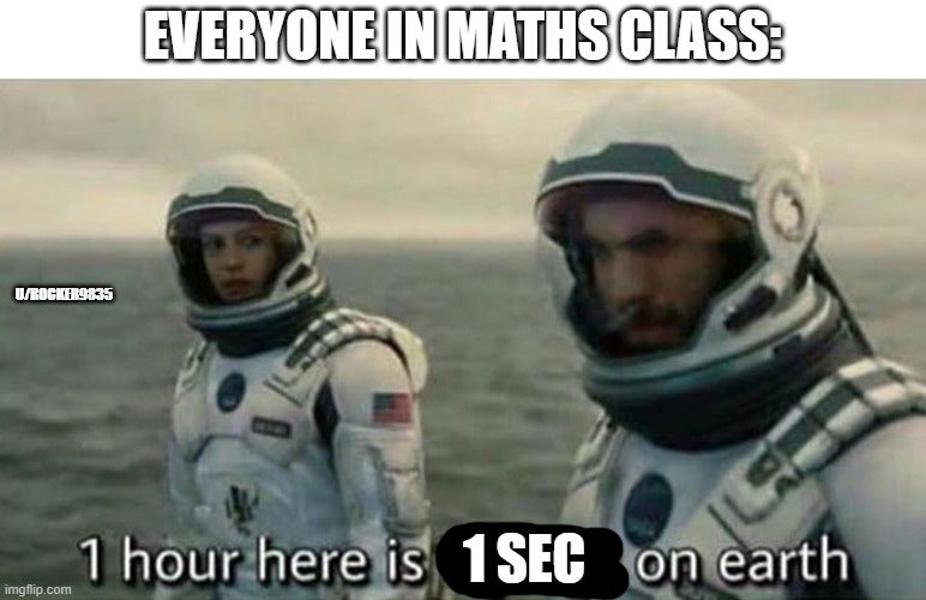 EVERYONE IN MATHS CLASS:
U/ROCKER9835
1 hour here is 1 SEC on earth
imgflip.com